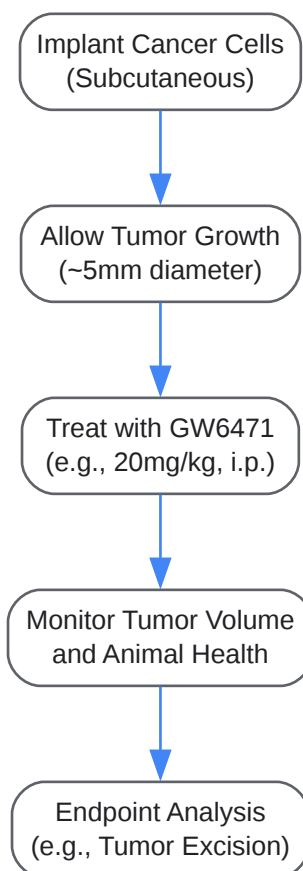 Implant Cancer Cells
(Subcutaneous)
Allow Tumor Growth
(~5mm diameter)
Treat with GW6471
(e.g., 20mg/kg, i.p.)
Monitor Tumor Volume
and Animal Health
Endpoint Analysis
(e.g., Tumor Excision)